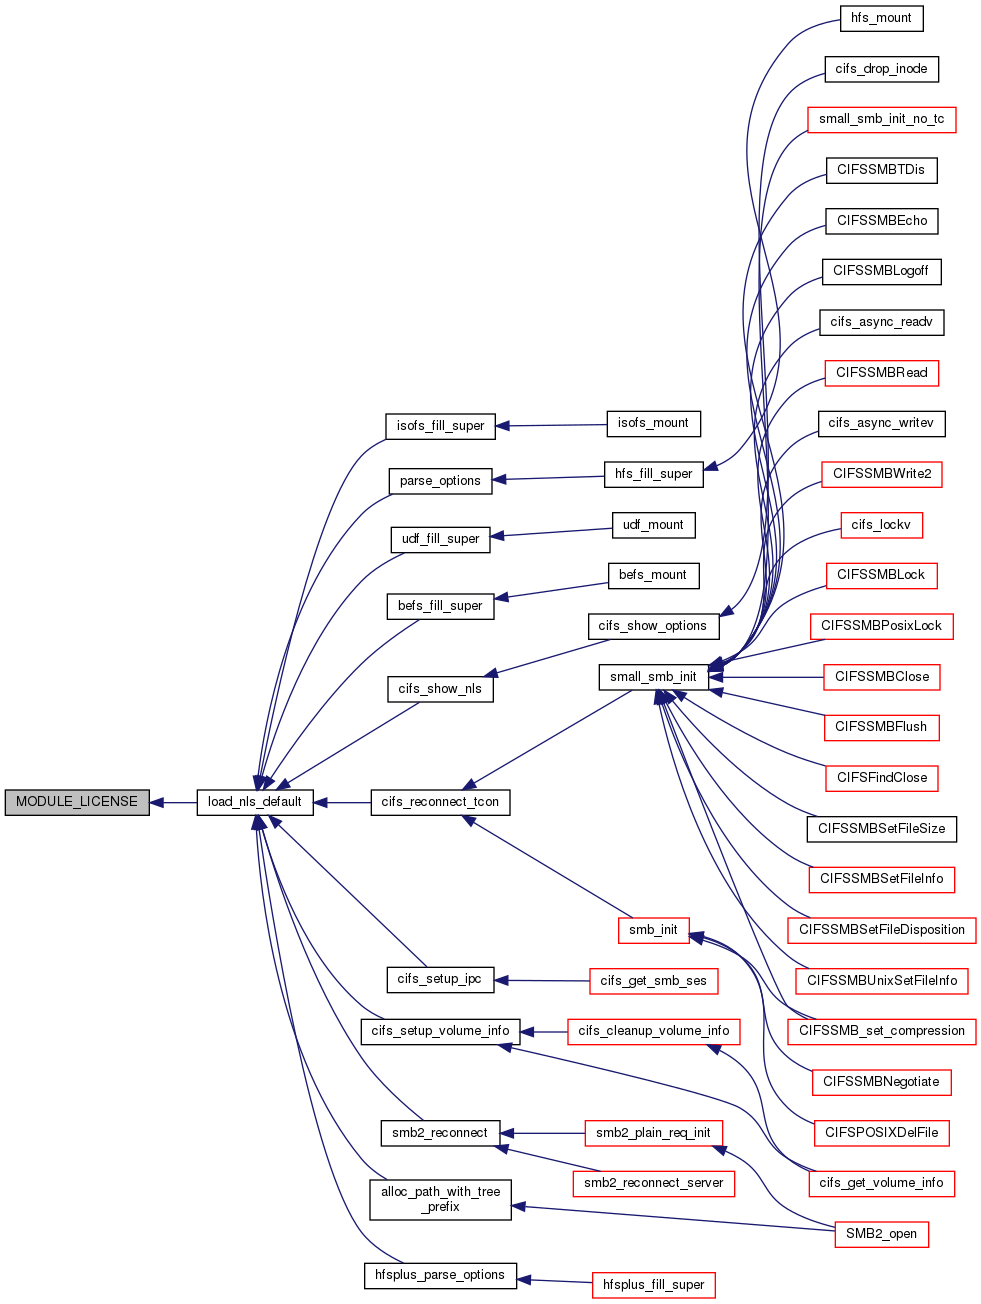 hfs_mount
cifs_drop_inode
small_smb_init_no_tc
CIFSSMBTDis
CIFSSMBEcho
CIFSSMBLogoff
cifs_async_readv
CIFSSMBRead
isofs_fill_super
isofs_mount
cifs_async_writev
parse_options
hfs_fill_super
CIFSSMBWrite2
udf_fill_super
udf_mount
cifs_lockv
befs_fill_super
befs_mount
CIFSSMBLock
cifs_show_options
CIFSSMBPosixLock
cifs_show_nls
small_smb_init
CIFSSMBClose
CIFSSMBFlush
CIFSFindClose
MODULE_LICENSE
load_nls_default
cifs_reconnect_tcon
CIFSSMBSetFileSize
CIFSSMBSetFileInfo
smb_init
CIFSSMBSetFileDisposition
cifs_setup_ipc
cifs_get_smb_ses
CIFSSMBUnixSetFileInfo
cifs_setup_volume_info
cifs_cleanup_volume_info
CIFSSMB_set_compression
CIFSSMBNegotiate
smb2_reconnect
smb2_plain_req_init
CIFSPOSIXDelFile
smb2_reconnect_server
cifs_get_volume_info
alloc_path_with_tree
_prefix
SMB2_open
hfsplus_parse_options
hfsplus_fill_super